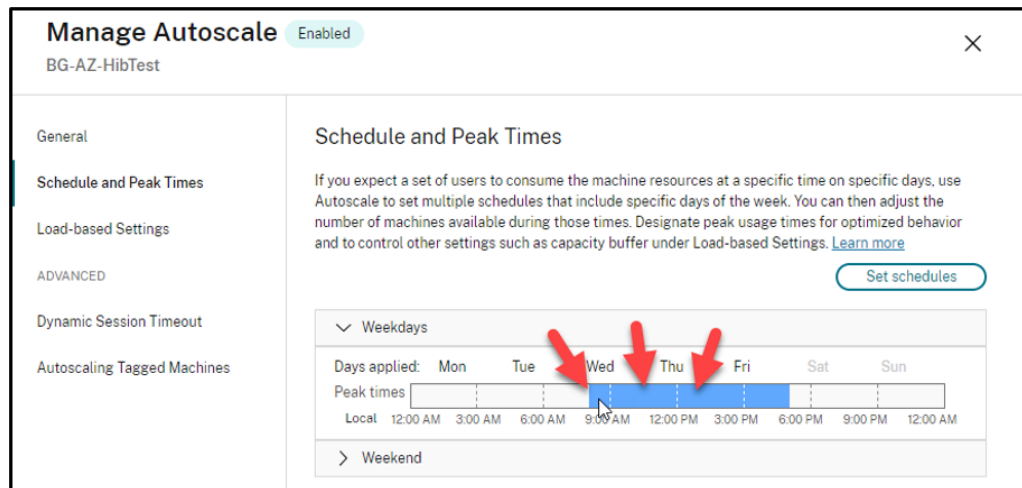 Manage Autoscale Enabled
BG-AZ-HibTest
General
Schedule and Peak Times
Load-based Settings
ADVANCED
Dynamic Session Timeout
Autoscaling Tagged Machines
Schedule and Peak Times
If you expect a set of users to consume the machine resources at a specific time on specific days, use
Autoscale to set multiple schedules that include specific days of the week. You can then adjust the
number of machines available during those times. Designate peak usage times for optimized behavior
and to control other settings such as capacity buffer under Load-based Settings. Learn more
Set schedules
Weekdays
Days applied: Mon Tue Wed Thu Fri Sat Sun
Peak times
Local 12:00 AM 3:00 AM 6:00 AM 9:00 AM 12:00 PM 3:00 PM 6:00 PM 9:00 PM 12:00 AM
Weekend